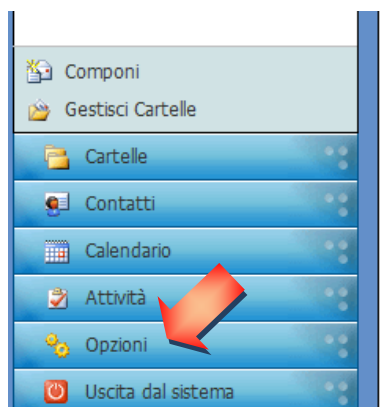 Componi
Gestisci Cartelle
Cartelle
Contatti
Calendario
Attività
Opzioni
Uscita dal sistema